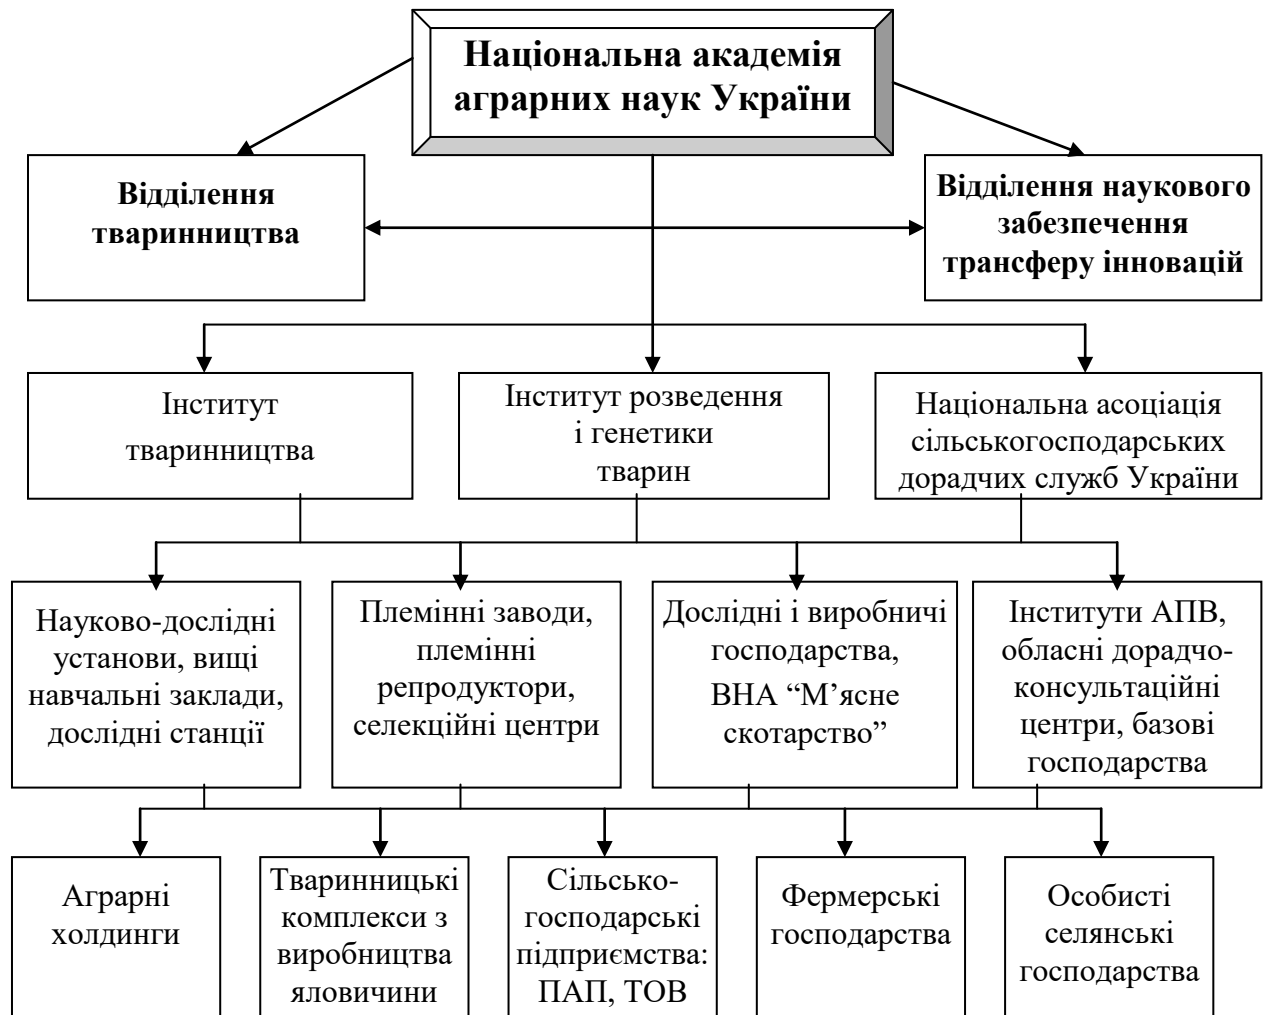 Національна академія
аграрних наук України
Відділення
тваринництва
Відділення наукового
забезпечення
трансферу інновацій
Інститут
тваринництва
Інститут розведення
і генетики
тварин
Національна асоціація
сільськогосподарських
дорадчих служб України
Науково-дослідні
установи, вищі
навчальні заклади,
дослідні станції
Племінні заводи,
племінні
репродуктори,
селекційні центри
Дослідні і виробничі
господарства,
ВНА “М’ясне
скотарство”
Інститути АПВ,
обласні дорадчо-
консультаційні
центри, базові
господарства
Аграрні
холдинги
Тваринницькі
комплекси з
виробництва
яловичини
Сільсько-
господарські
підприємства:
ПАП, ТОВ
Фермерські
господарства
Особисті
селянські
господарства